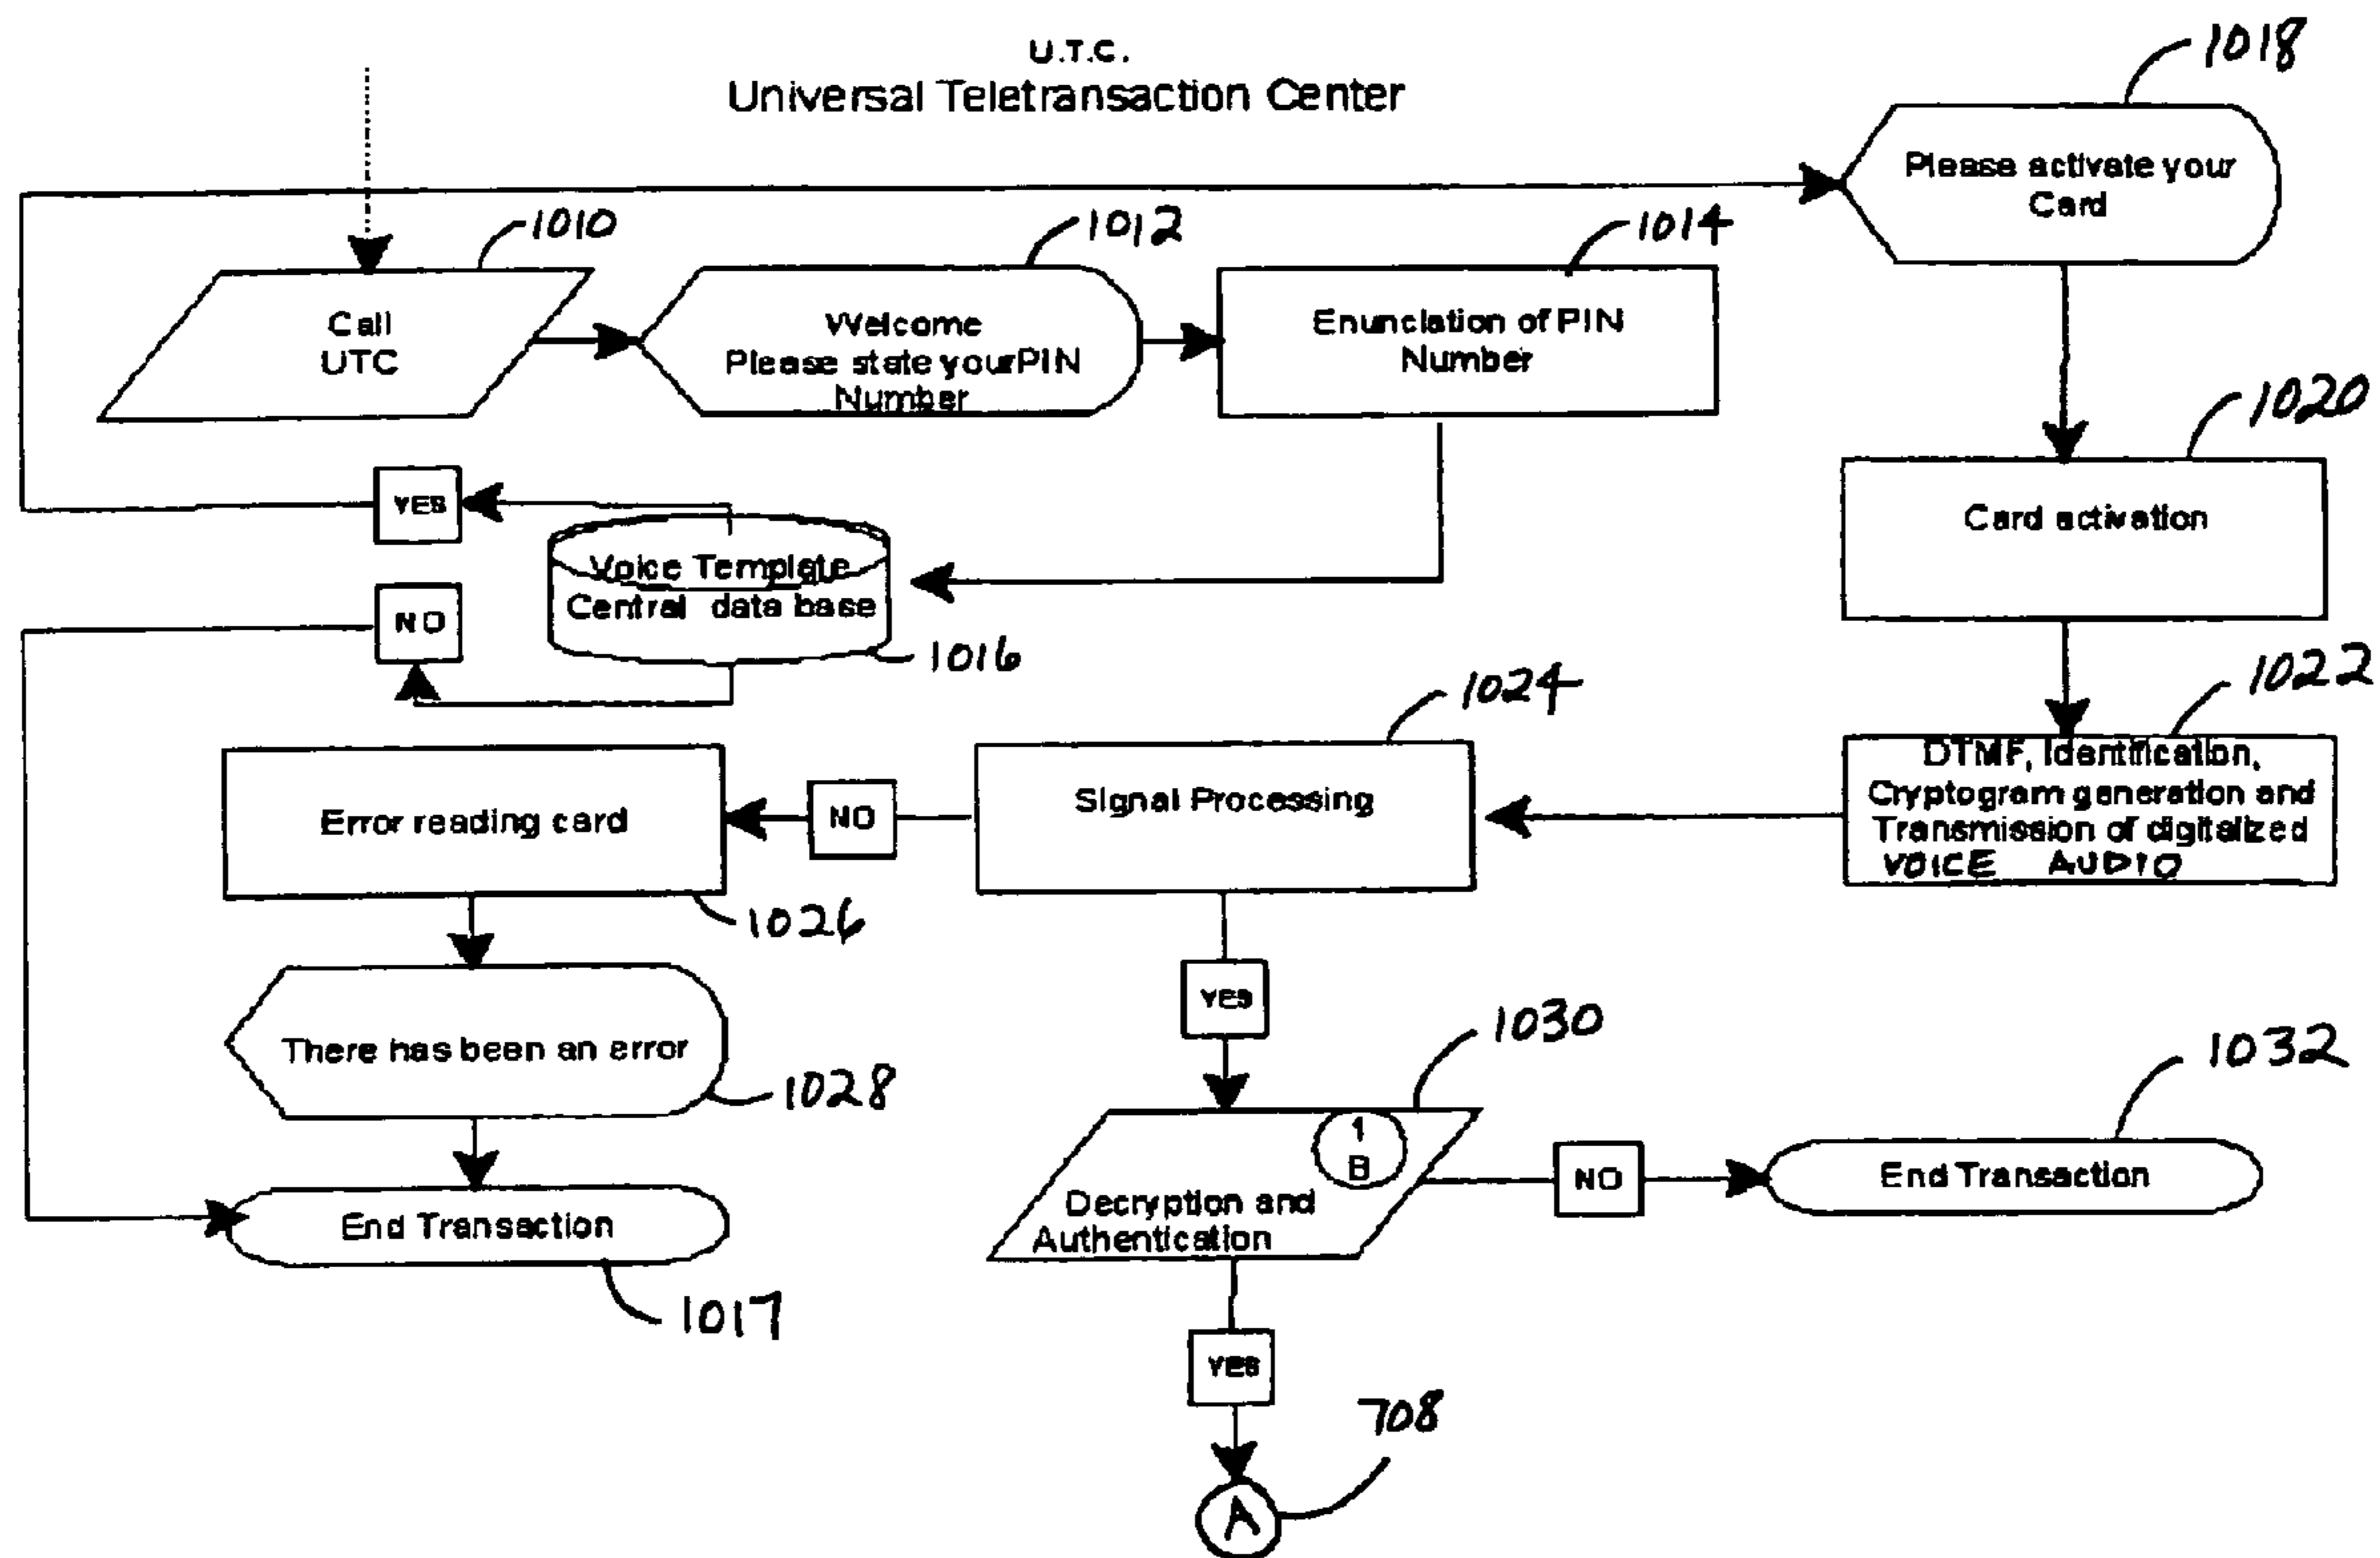 U.T.C.
Universal Teletransaction Center
1018
Please activate your
Card
1010
1012
1014
Call
UTC
Welcome
Please state your PIN
Number
Enunciation of PIN
Number
1020
YES
Card activation
Voice Template
Central data base
NO
1016
1024
1022
DTMF, Identification,
Cryptogram generation and
Transmission of digitalized
VOICE AUDIO
Signal Processing
NO
Error reading card
1026
YES
1030
There has been an error
1028
1032
1
B
Decryption and
Authentication
NO
End Transaction
End Transaction
1017
YES
708
A